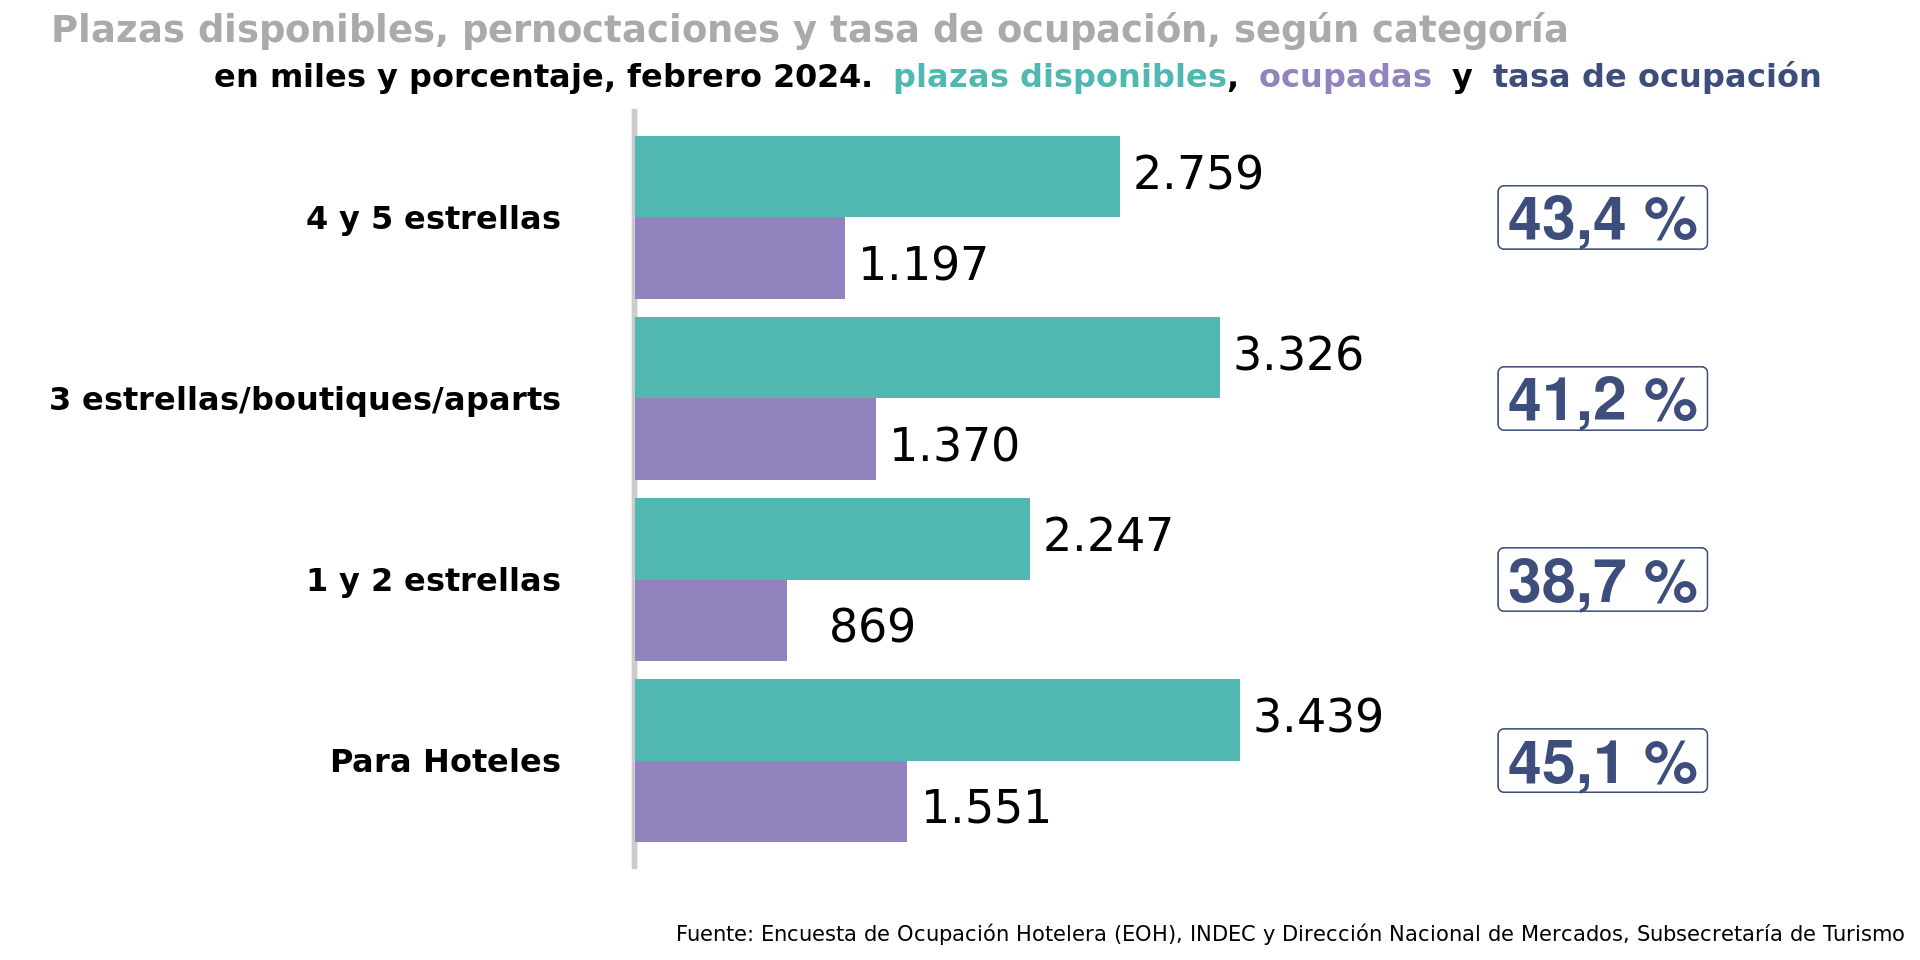 Plazas disponibles, pernoctaciones y tasa de ocupación, según categoría
en miles y porcentaje, febrero 2024. plazas disponibles, ocupadas y tasa de ocupación
4 y 5 estrellas
2.759
1.197
43,4 %
3 estrellas/boutiques/aparts
3.326
1.370
41,2 %
1 y 2 estrellas
2.247
869
38,7 %
Para Hoteles
3.439
1.551
45,1 %
Fuente: Encuesta de Ocupación Hotelera (EOH), INDEC y Dirección Nacional de Mercados, Subsecretaría de Turismo